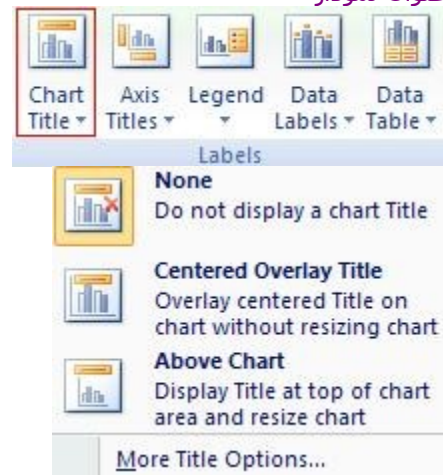 عنوان نمودار
Chart Title
Axis Titles
Legend
Data Labels
Data Table
Labels
None
Do not display a chart Title
Centered Overlay Title
Overlay centered Title on
chart without resizing chart
Above Chart
Display Title at top of chart
area and resize chart
More Title Options...